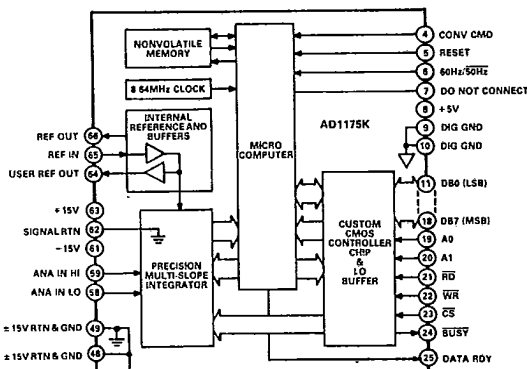 NONVOLATILE
MEMORY
8 64MHz CLOCK
INTERNAL
REFERENCE AND
BUFFERS
MICRO
COMPUTER
AD1175K
PRECISION
MULTI-SLOPE
INTEGRATOR
CUSTOM
CMOS
CONTROLLER
CHIP
&
I.O
BUFFER
REF OUT 66
REF IN 65
USER REF OUT 64
+15V 63
SIGNAL RTN 62
-15V 61
ANA IN HI 59
ANA IN LO 58
±15V RTN & GND 49
±15V RTN & GND 48
4 CONV CMD
5 RESET
6 60Hz/50Hz
7 DO NOT CONNECT
8 +5V
9 DIG GND
10 DIG GND
11 DB0 (LSB)
18 DB7 (MSB)
19 A0
20 A1
21 RD
22 WR
23 CS
24 BUSY
25 DATA RDY